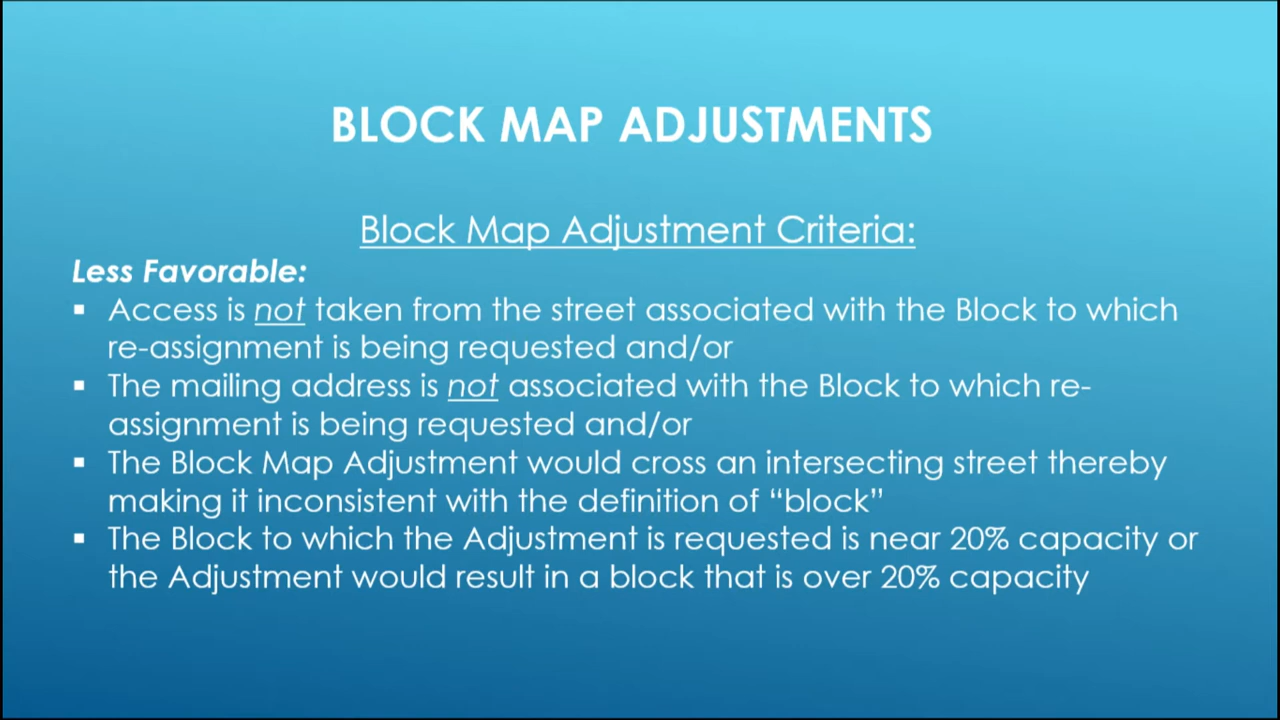 BLOCK MAP ADJUSTMENTS
Block Map Adjustment Criteria:
Less Favorable:
▪ Access is not taken from the street associated with the Block to which
re-assignment is being requested and/or
▪ The mailing address is not associated with the Block to which re-
assignment is being requested and/or
▪ The Block Map Adjustment would cross an intersecting street thereby
making it inconsistent with the definition of “block”
▪ The Block to which the Adjustment is requested is near 20% capacity or
the Adjustment would result in a block that is over 20% capacity